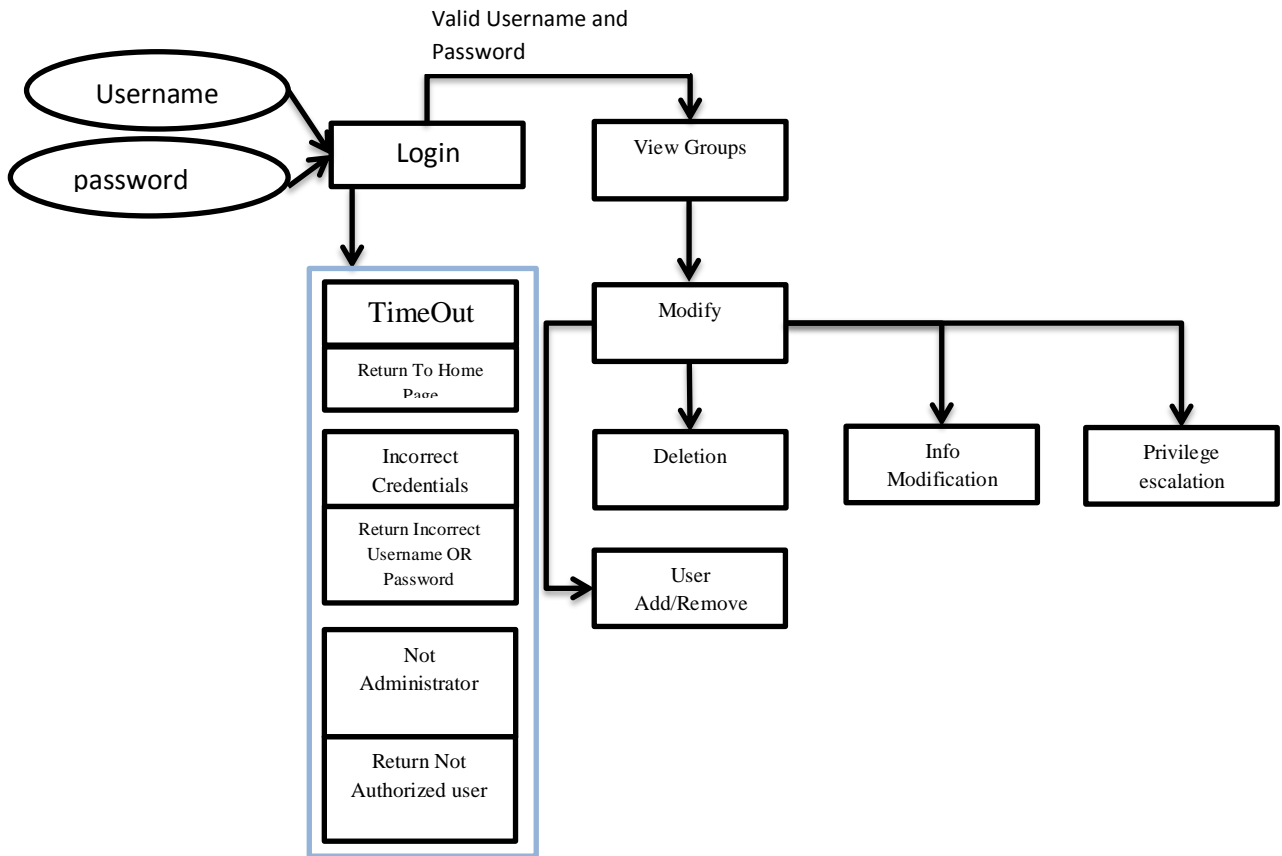 Valid Username and
Password
Username
password
Login
View Groups
TimeOut
Return To Home
Page
Modify
Incorrect
Credentials
Return Incorrect
Username OR
Password
Deletion
Info
Modification
Privilege
escalation
User
Add/Remove
Not
Administrator
Return Not
Authorized user